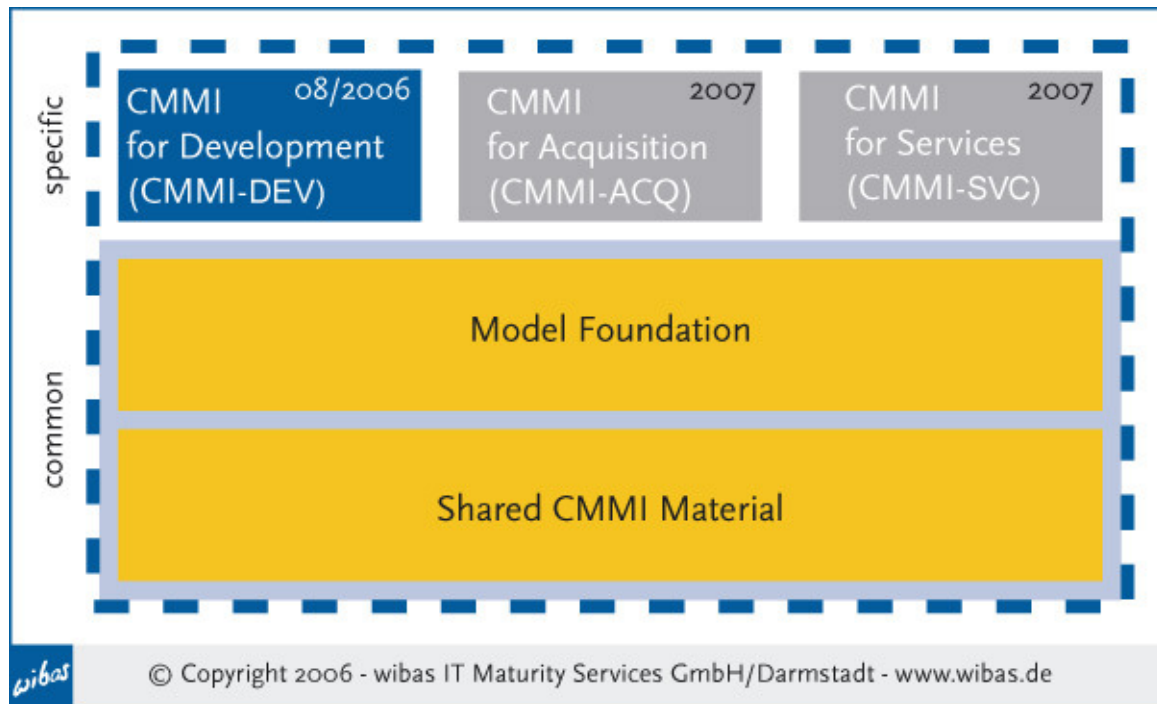 specific
CMMI 08/2006
for Development
(CMMI-DEV)
CMMI 2007
for Acquisition
(CMMI-ACQ)
CMMI 2007
for Services
(CMMI-SVC)
common
Model Foundation
Shared CMMI Material
wibas
© Copyright 2006 - wibas IT Maturity Services GmbH/Darmstadt - www.wibas.de